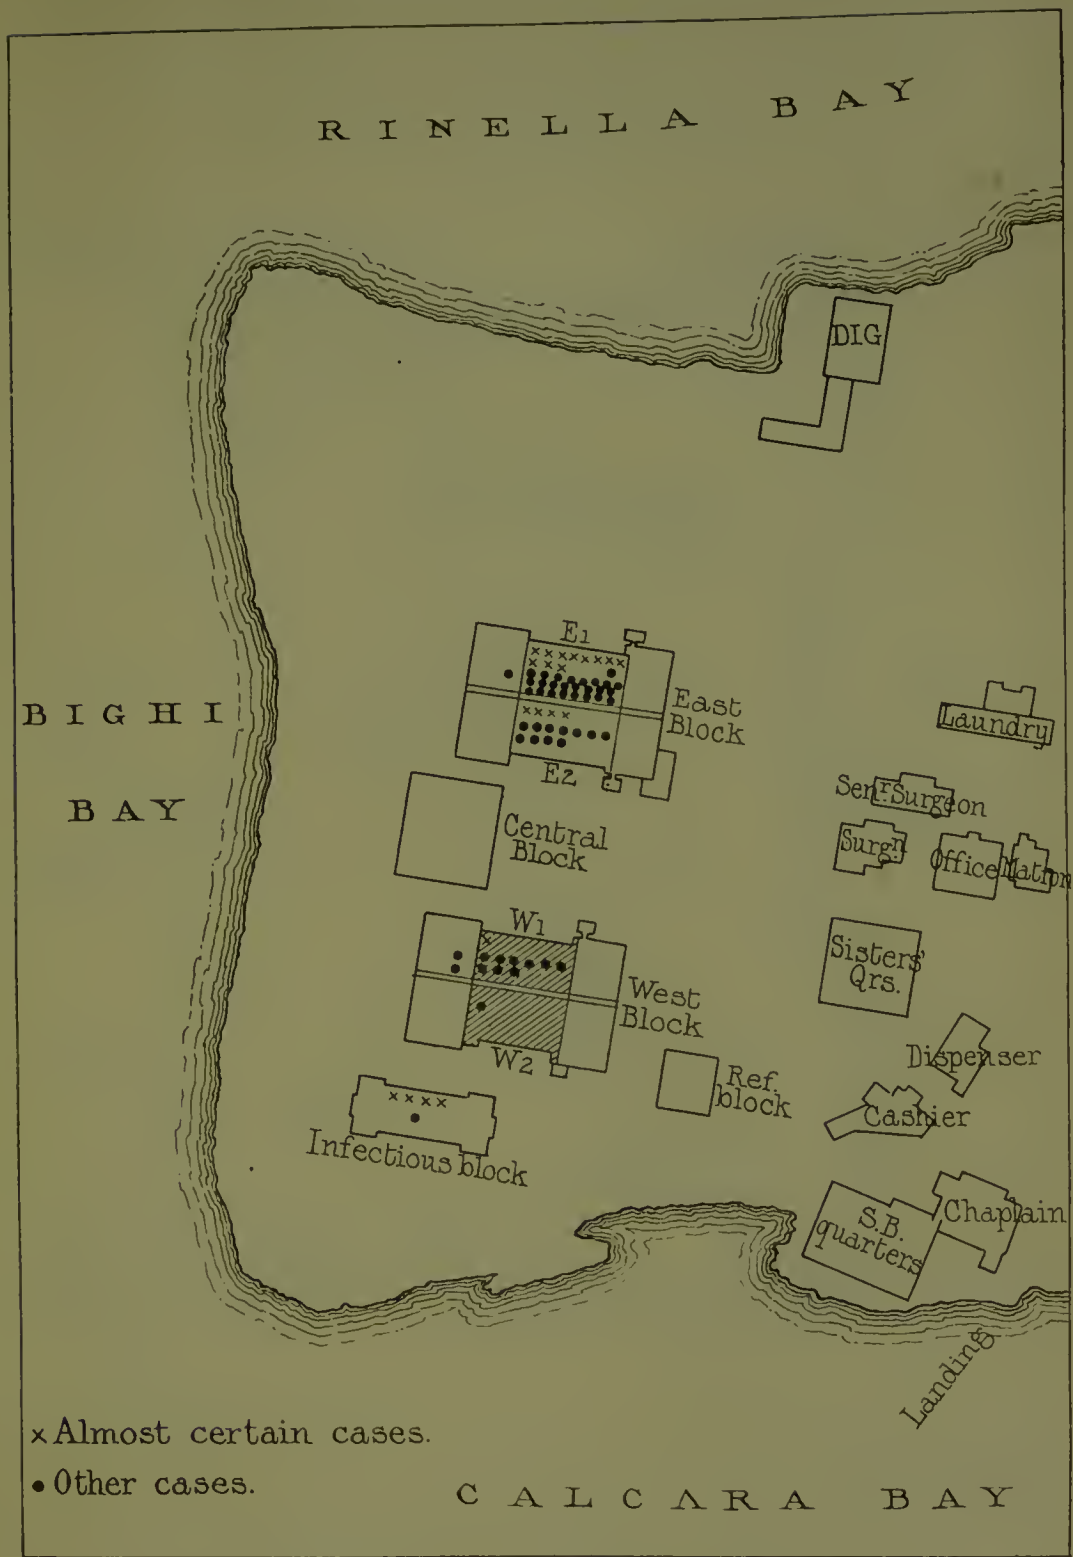 RINELLA BAY
DIG
E1
BIGHI
BAY
East
Block
Laundry
E2
Senr. Surgeon
Central
Block
Surgn
Office
Matron
W1
Sisters'
Qrs.
West
Block
W2
Dispenser
Ref.
block
Cashier
Infectious block
Chaplain
S.B.
quarters
Landing
x Almost certain cases.
• Other cases.
CALCARA BAY